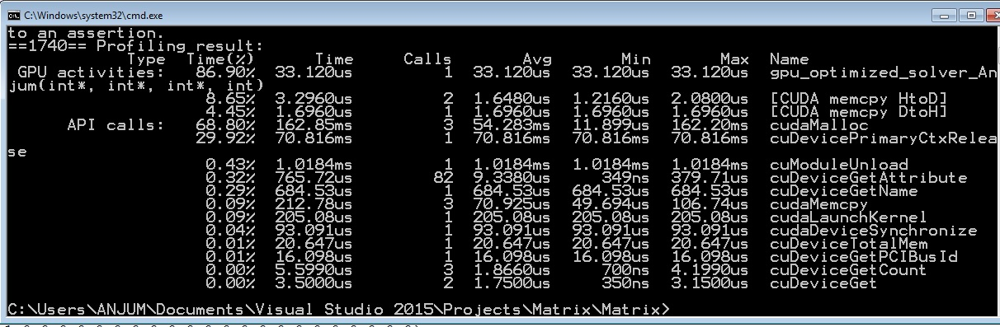 C:\Windows\system32\cmd.exe
to an assertion.
==1740== Profiling result:
Type Time(%) Time Calls Avg Min Max Name
GPU activities: 86.90% 33.120us 1 33.120us 33.120us 33.120us gpu_optimized_solver_An
jum(int*, int*, int*, int)
8.65% 3.2960us 2 1.6480us 1.2160us 2.0800us [CUDA memcpy HtoD]
4.45% 1.6960us 1 1.6960us 1.6960us 1.6960us [CUDA memcpy DtoH]
API calls: 68.80% 162.85ms 3 54.283ms 11.899us 162.20ms cudaMalloc
29.92% 70.816ms 1 70.816ms 70.816ms 70.816ms cuDevicePrimaryCtxRelea
se
0.43% 1.0184ms 1 1.0184ms 1.0184ms 1.0184ms cuModuleUnload
0.32% 765.72us 82 9.3380us 349ns 379.71us cuDeviceGetAttribute
0.29% 684.53us 1 684.53us 684.53us 684.53us cuDeviceGetName
0.09% 212.78us 3 70.925us 49.694us 106.74us cudaMemcpy
0.09% 205.08us 1 205.08us 205.08us 205.08us cudaLaunchKernel
0.04% 93.091us 1 93.091us 93.091us 93.091us cudaDeviceSynchronize
0.01% 20.647us 1 20.647us 20.647us 20.647us cuDeviceTotalMem
0.01% 16.098us 1 16.098us 16.098us 16.098us cuDeviceGetPCIBusId
0.00% 5.5990us 3 1.8660us 700ns 4.1990us cuDeviceGetCount
0.00% 3.5000us 2 1.7500us 350ns 3.1500us cuDeviceGet
C:\Users\ANJUM\Documents\Visual Studio 2015\Projects\Matrix\Matrix>